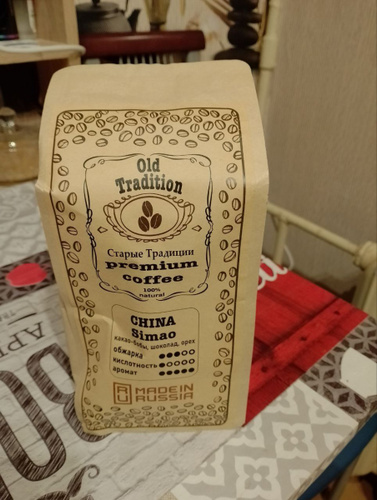 Old
Tradition
Старые Традиции
premium
coffee
100%
natural
CHINA
Simao
какао-бобы, шоколад, орех
обжарка
кислотность
аромат
RU MADE IN
RUSSIA